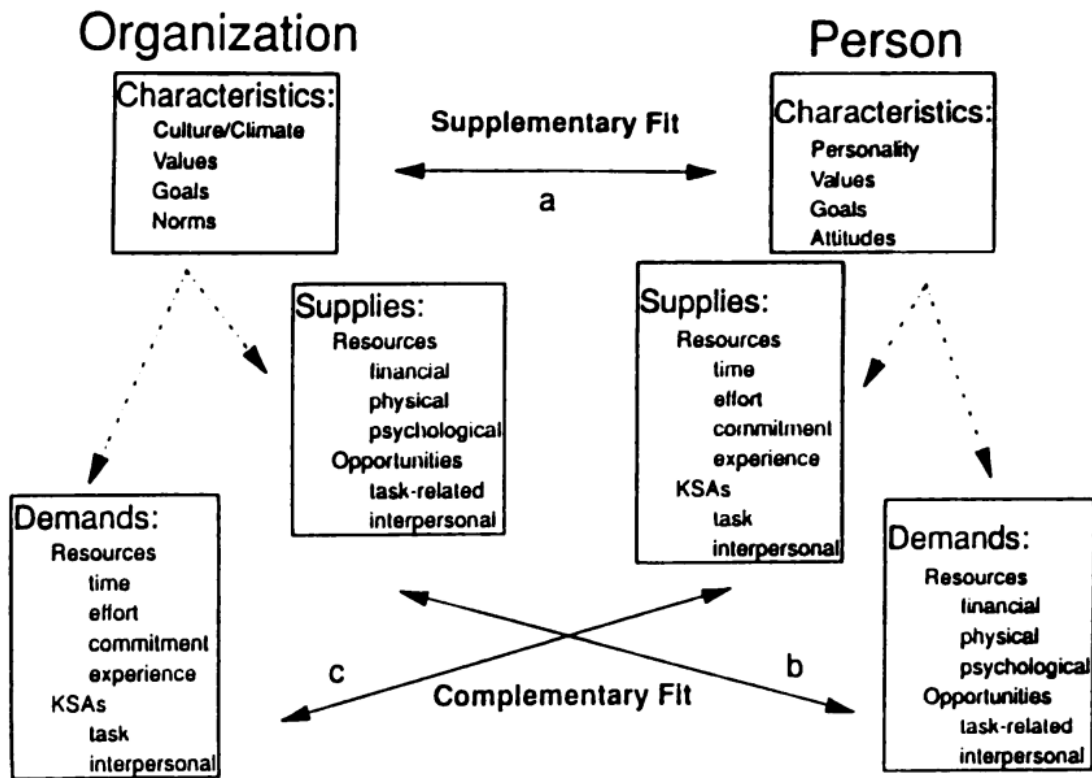 Organization
Characteristics:
Culture/Climate
Values
Goals
Norms
Supplementary Fit
a
Person
Characteristics:
Personality
Values
Goals
Attitudes
Supplies:
Resources
financial
physical
psychological
Opportunities
task-related
interpersonal
Supplies:
Resources
time
effort
commitment
experience
KSAs
task
interpersonal
Demands:
Resources
time
effort
commitment
experience
KSAs
task
interpersonal
c
Complementary Fit
b
Demands:
Resources
financial
physical
psychological
Opportunities
task-related
interpersonal